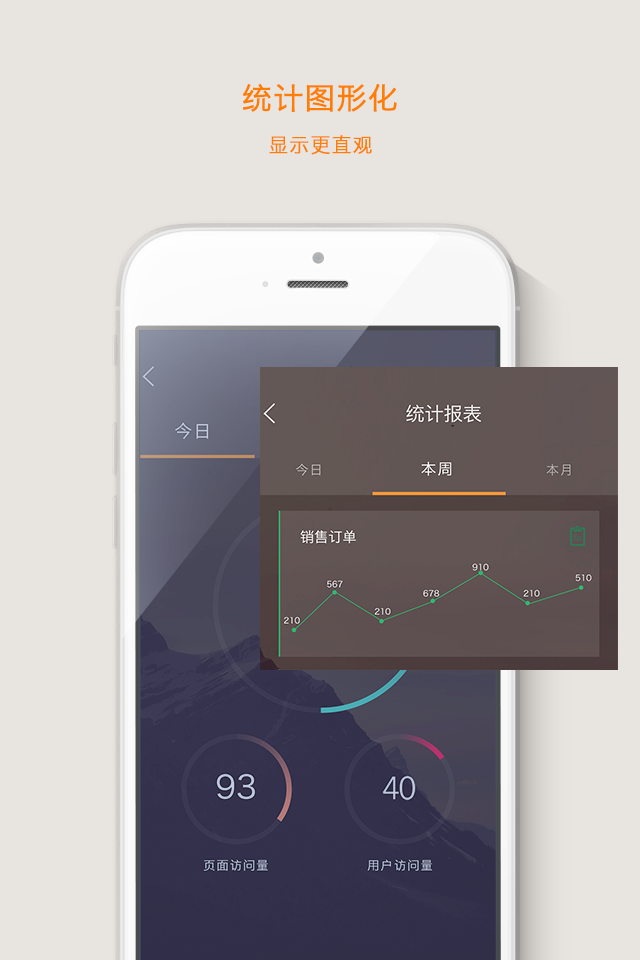 统计图形化
显示更直观
今日
统计报表
今日
本周
本月
销售订单
210
567
210
678
910
210
510
93
40
页面访问量
用户访问量